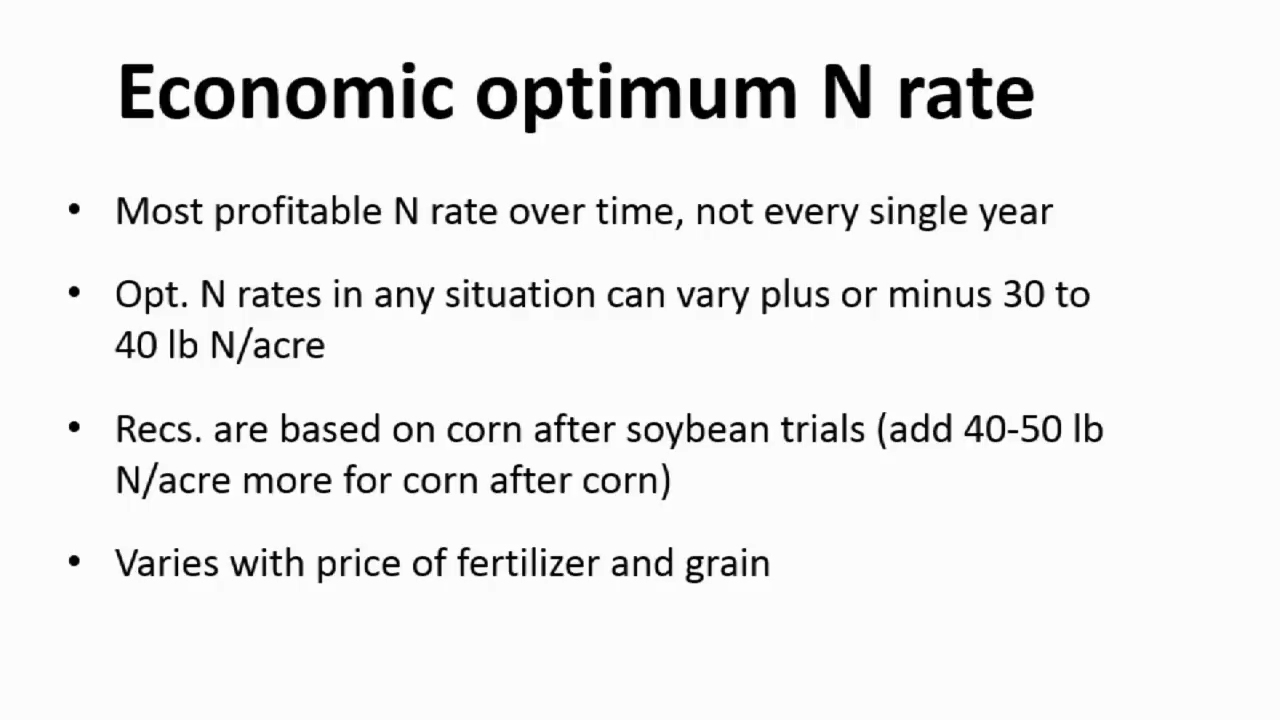 Economic optimum N rate
• Most profitable N rate over time, not every single year
• Opt. N rates in any situation can vary plus or minus 30 to
40 lb N/acre
• Recs. are based on corn after soybean trials (add 40-50 lb
N/acre more for corn after corn)
• Varies with price of fertilizer and grain